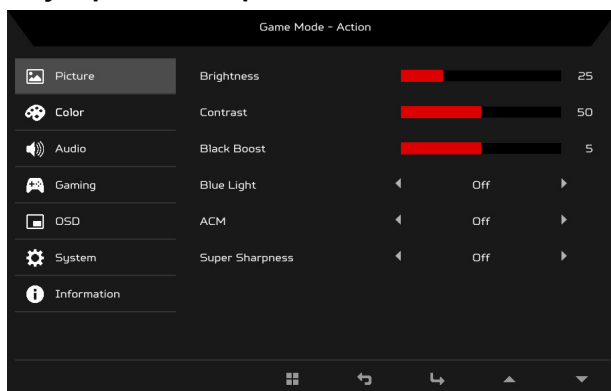 Game Mode - Action
Picture
Brightness 25
Color
Contrast 50
Audio
Black Boost 5
Gaming
Blue Light Off
OSD
ACM Off
System
Super Sharpness Off
Information